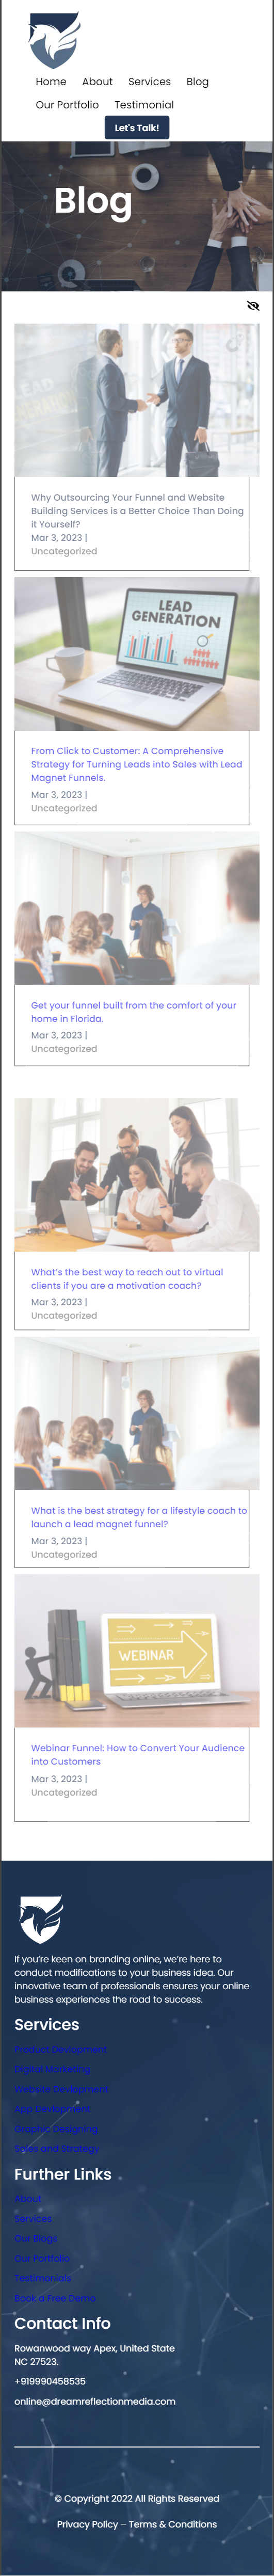 Home About Services Blog
Our Portfolio Testimonial
Let's Talk!
Blog
Why Outsourcing Your Funnel and Website
Building Services is a Better Choice Than Doing
it Yourself?
Mar 3, 2023 |
Uncategorized
LEAD
GENERATION
From Click to Customer: A Comprehensive
Strategy for Turning Leads into Sales with Lead
Magnet Funnels.
Mar 3, 2023 |
Uncategorized
Get your funnel built from the comfort of your
home in Florida.
Mar 3, 2023 |
Uncategorized
What's the best way to reach out to virtual
clients if you are a motivation coach?
Mar 3, 2023 |
Uncategorized
What is the best strategy for a lifestyle coach to
launch a lead magnet funnel?
Mar 3, 2023 |
Uncategorized
WEBINAR
Webinar Funnel: How to Convert Your Audience
into Customers
Mar 3, 2023 |
Uncategorized
If you're keen on branding online, we're here to
conduct modifications to your business idea. Our
innovative team of professionals ensures your online
business experiences the road to success.
Services
Digital Marketing
Graphic Designing
Sales and Strategy
Further Links
About
Services
Our Blogs
Our Portfolio
Testimonials
Book a Free Demo
Contact Info
Rowanwood way Apex, United State
NC 27523.
+919990458535
online@dreamreflectionmedia.com
© Copyright 2022 All Rights Reserved
Privacy Policy – Terms & Conditions